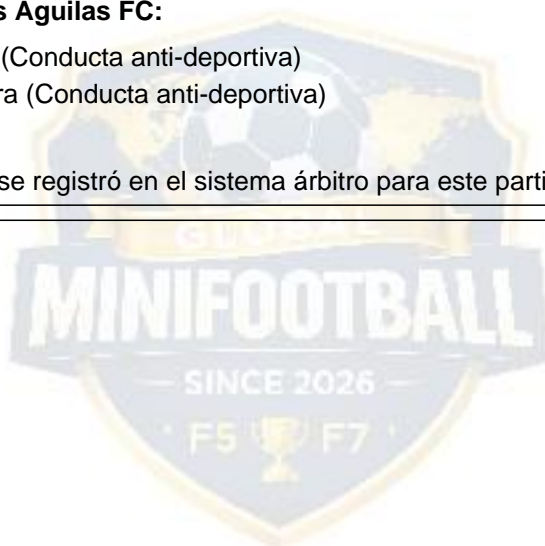 s Aguilas FC:
(Conducta anti-deportiva)
ra (Conducta anti-deportiva)
se registró en el sistema árbitro para este parti
GLOBAL
MINIFOOTBALL
SINCE 2026
F5 F7